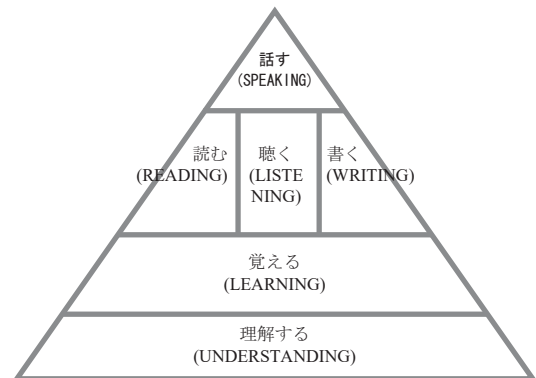 話す
(SPEAKING)
読む
(READING)
聴く
(LISTE
NING)
書く
(WRITING)
覚える
(LEARNING)
理解する
(UNDERSTANDING)